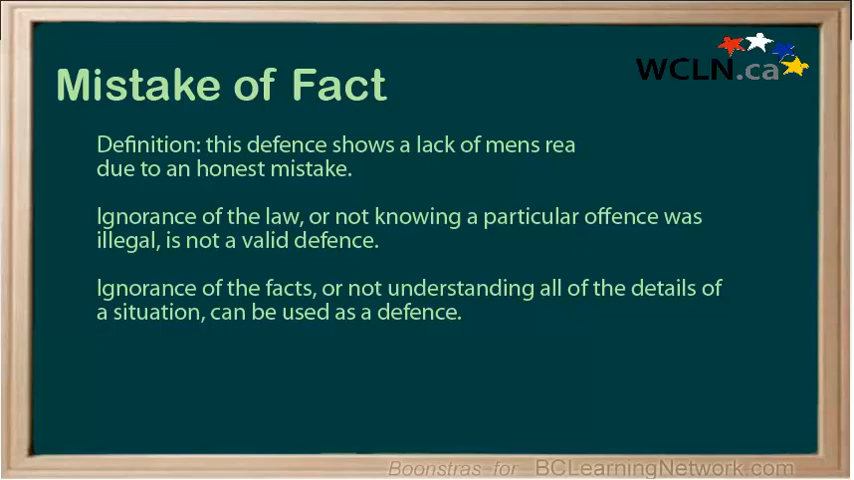 WCLN.ca
Mistake of Fact
Definition: this defence shows a lack of mens rea
due to an honest mistake.
Ignorance of the law, or not knowing a particular offence was
illegal, is not a valid defence.
Ignorance of the facts, or not understanding all of the details of
a situation, can be used as a defence.
Boonstras for BCLearningNetwork.com